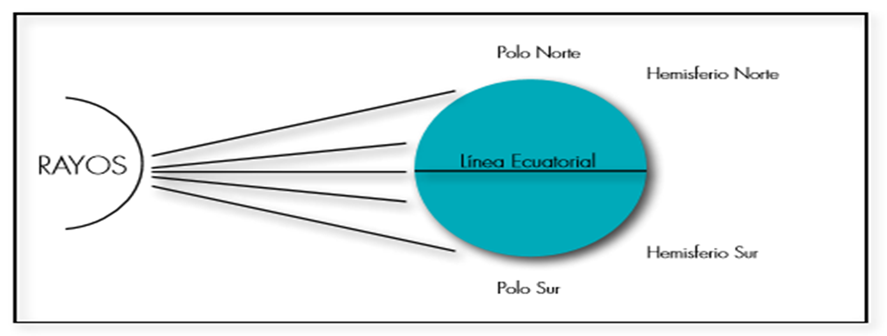 Polo Norte
Hemisferio Norte
RAYOS
Línea Ecuatorial
Hemisferio Sur
Polo Sur